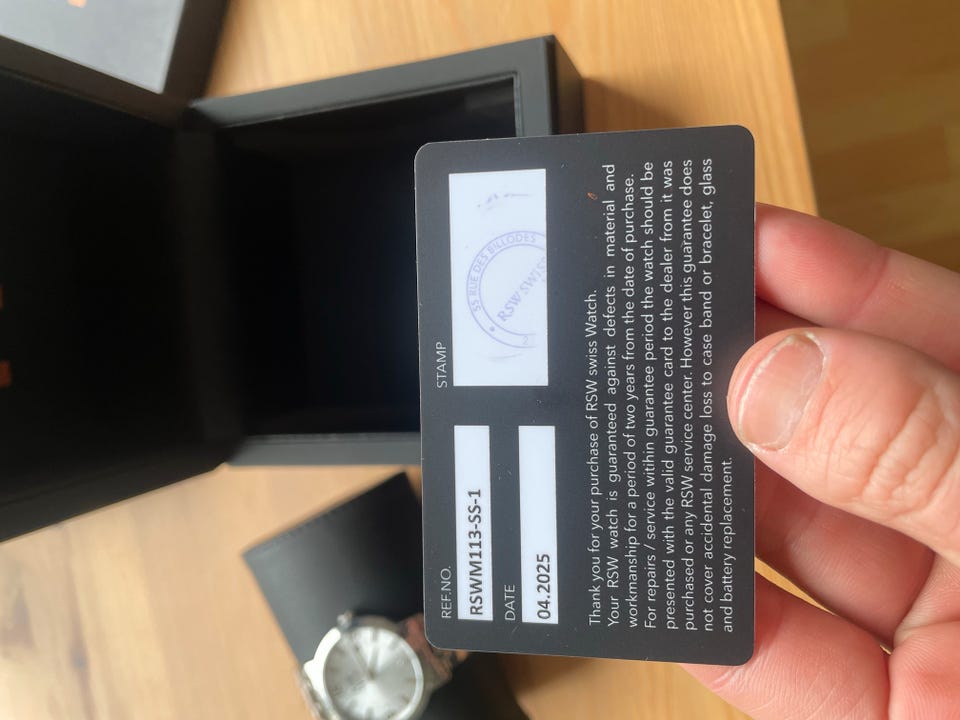 REF.NO.
RSWM113-SS-1
DATE
04.2025
STAMP
55 RUE DES BILLODES
RSW SWISS
2
Thank you for your purchase of RSW swiss Watch.
Your RSW watch is guaranteed against defects in material and
workmanship for a period of two years from the date of purchase.
For repairs / service witihin guarantee period the watch should be
presented with the valid guarantee card to the dealer from it was
purchased or any RSW service center. However this guarantee does
not cover accidental damage loss to case band or bracelet, glass
and battery replacement.